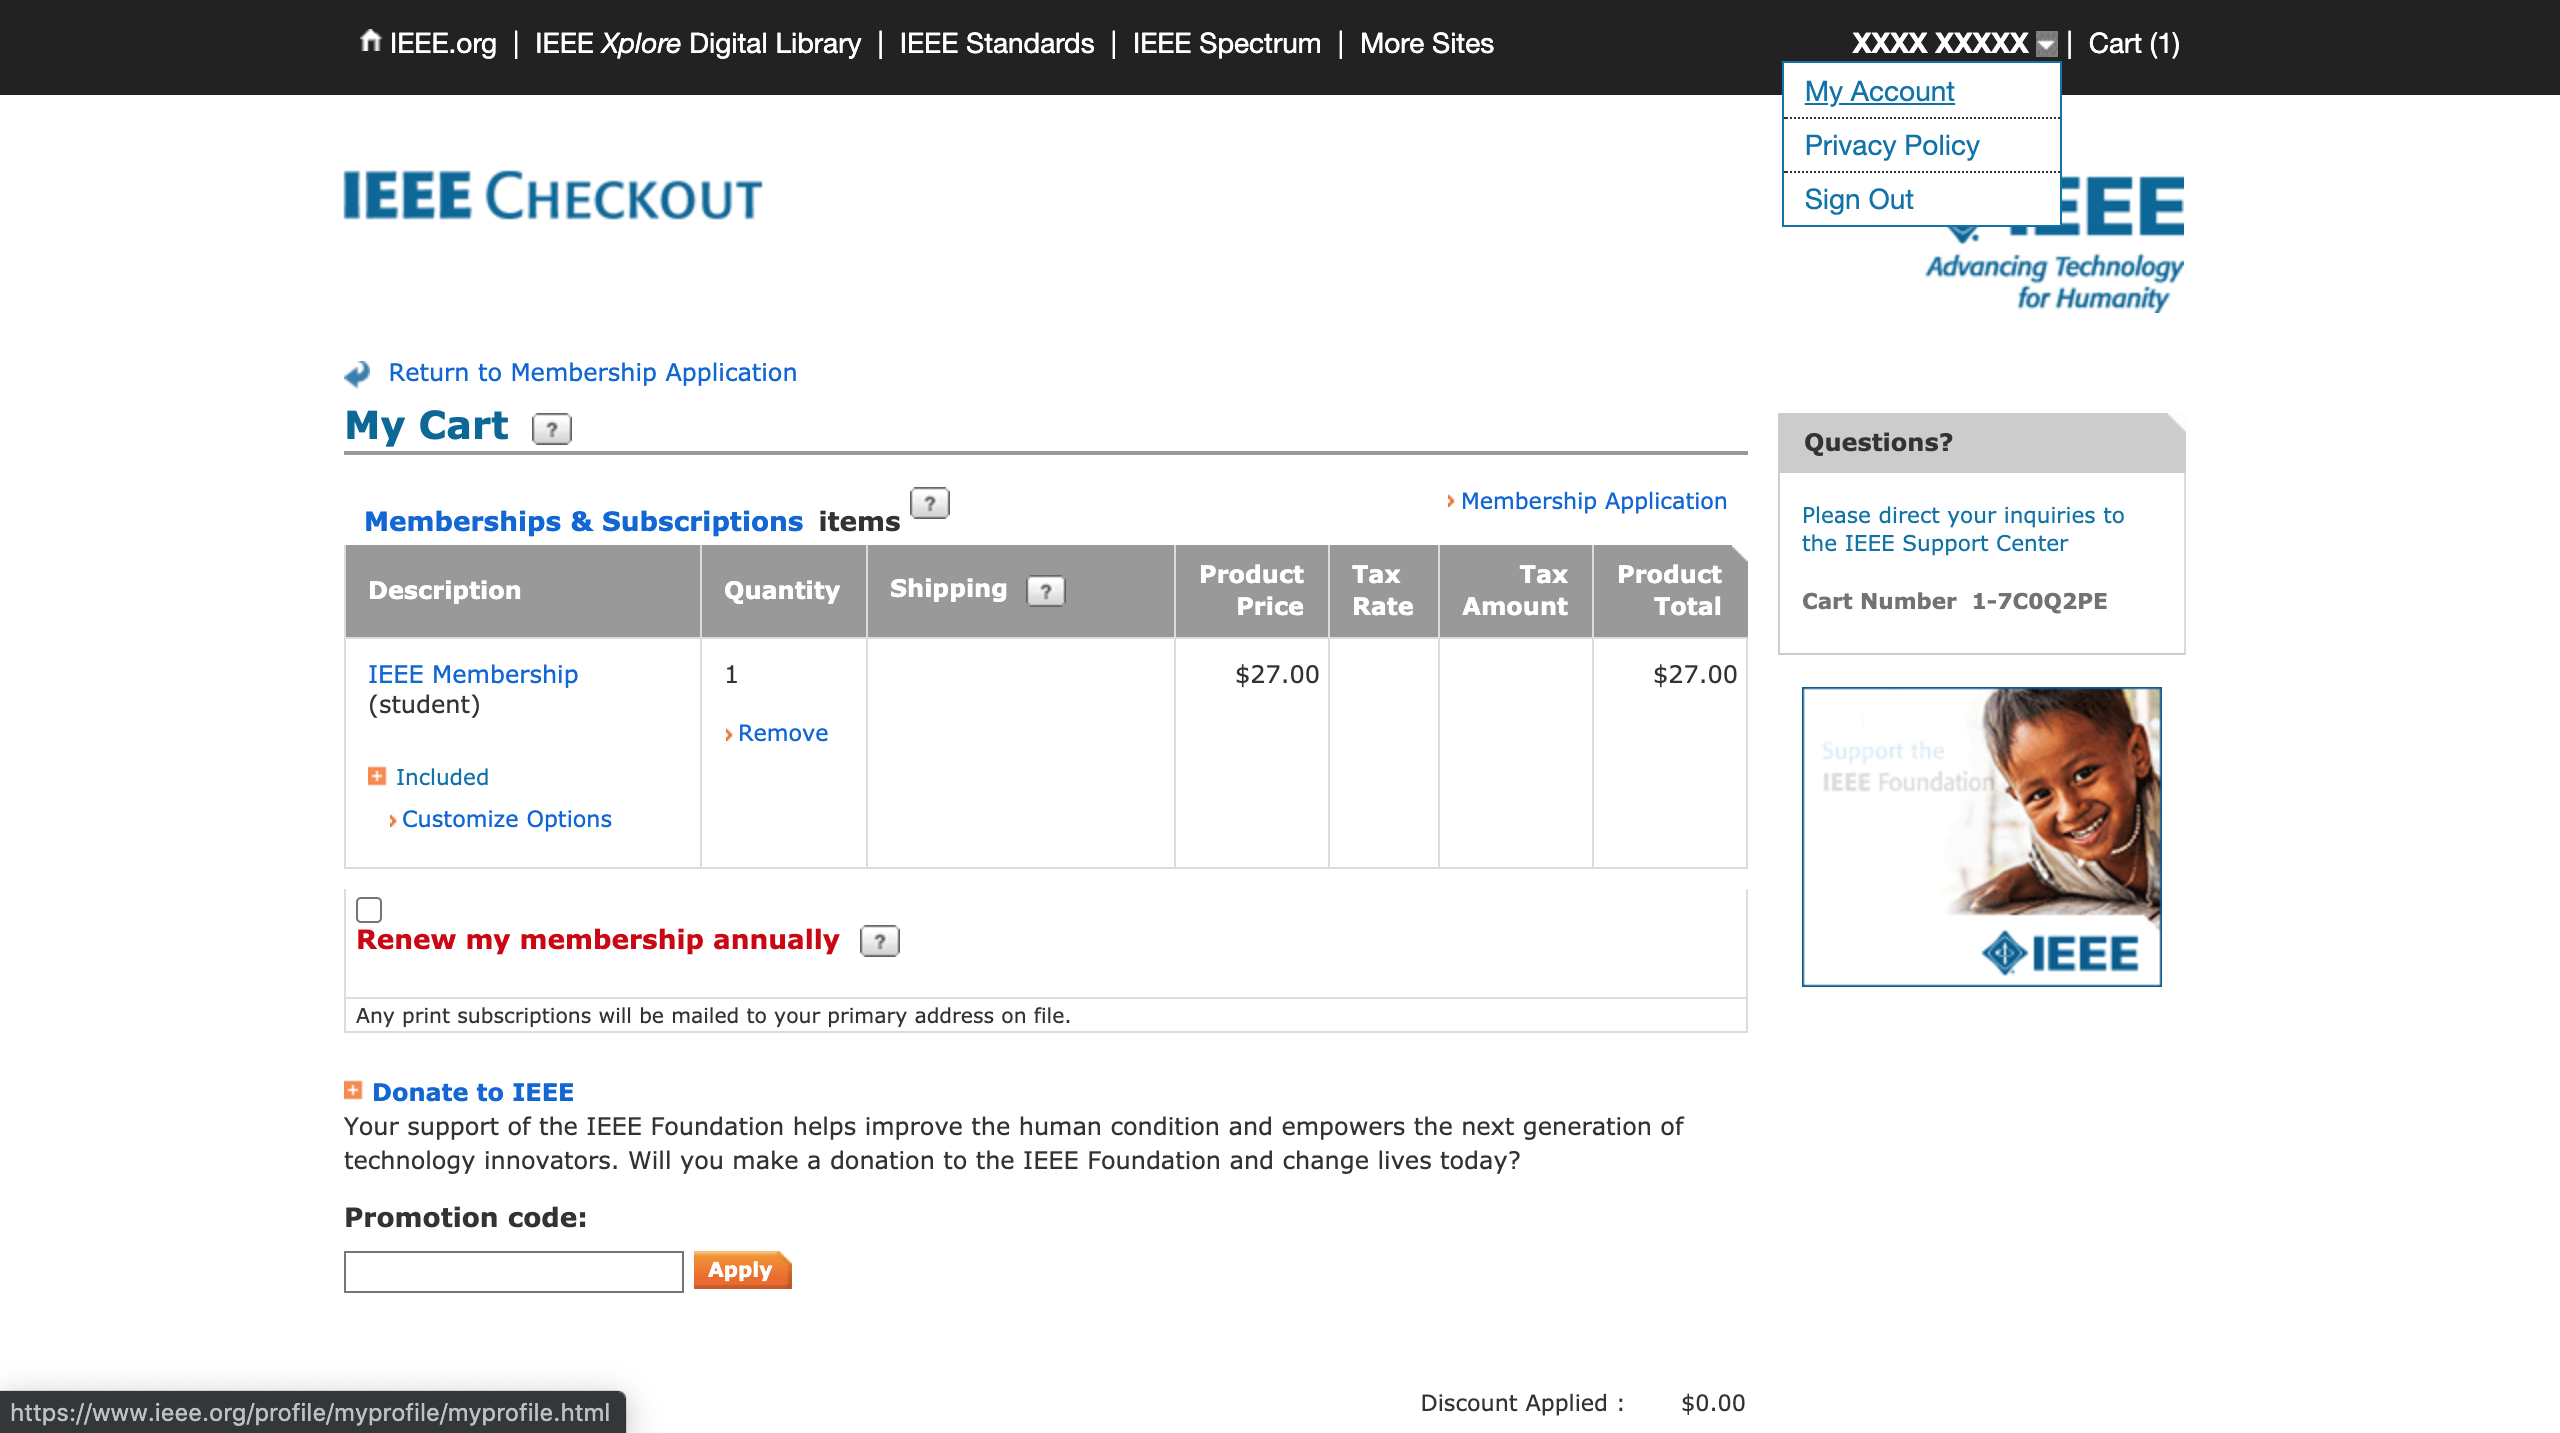 IEEE.org | IEEE Xplore Digital Library | IEEE Standards | IEEE Spectrum | More Sites
XXXX XXXXX | Cart (1)
My Account
Privacy Policy
Sign Out
IEEE CHECKOUT
IEEE
Advancing Technology
for Humanity
Return to Membership Application
My Cart ?
Memberships & Subscriptions items ?
Membership Application
Description Quantity Shipping ? Product Price Tax Rate Tax Amount Product Total
IEEE Membership 1 $27.00 $27.00
(student)
Remove
Included
Customize Options
Renew my membership annually ?
Any print subscriptions will be mailed to your primary address on file.
Donate to IEEE
Your support of the IEEE Foundation helps improve the human condition and empowers the next generation of
technology innovators. Will you make a donation to the IEEE Foundation and change lives today?
Promotion code:
Apply
Discount Applied : $0.00
Questions?
Please direct your inquiries to
the IEEE Support Center
Cart Number 1-7C0Q2PE
Support the
IEEE Foundation
IEEE
https://www.ieee.org/profile/myprofile/myprofile.html